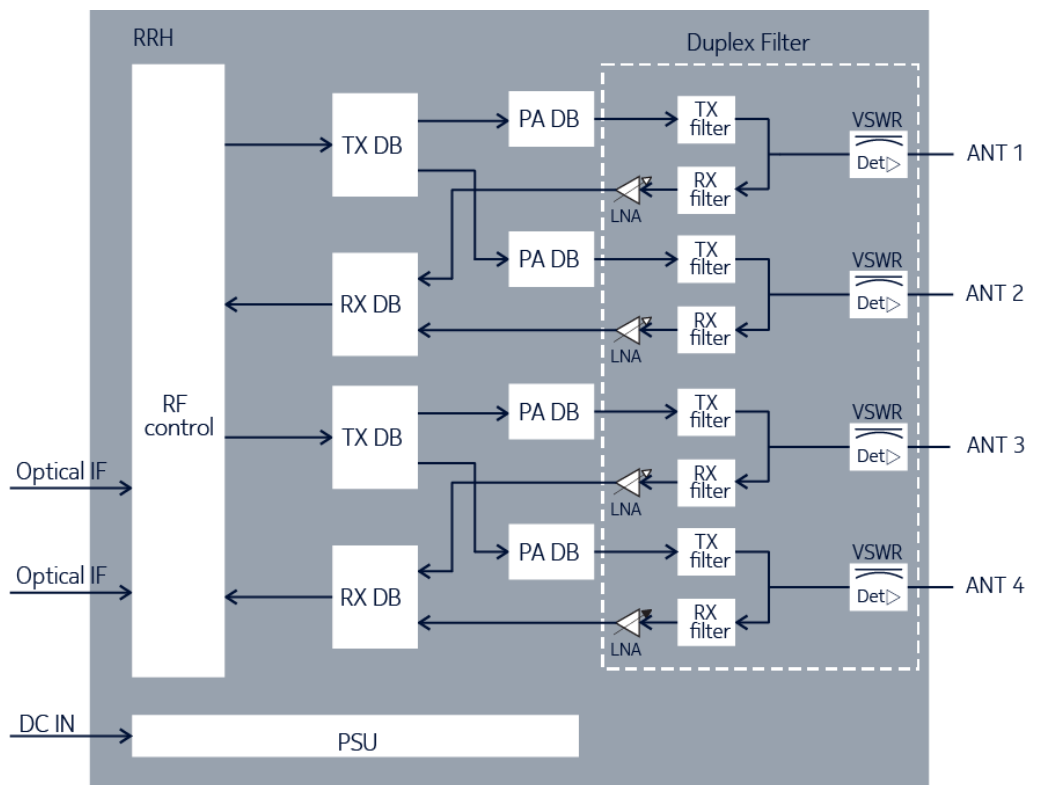 RRH
Duplex Filter
TX DB
PA DB
TX
filter
VSWR
Det
ANT 1
RX
filter
LNA
PA DB
TX
filter
VSWR
Det
ANT 2
RX DB
RX
filter
LNA
RF
control
TX DB
PA DB
TX
filter
VSWR
Det
ANT 3
RX
filter
LNA
Optical IF
PA DB
TX
filter
VSWR
Det
ANT 4
Optical IF
RX DB
RX
filter
LNA
DC IN
PSU